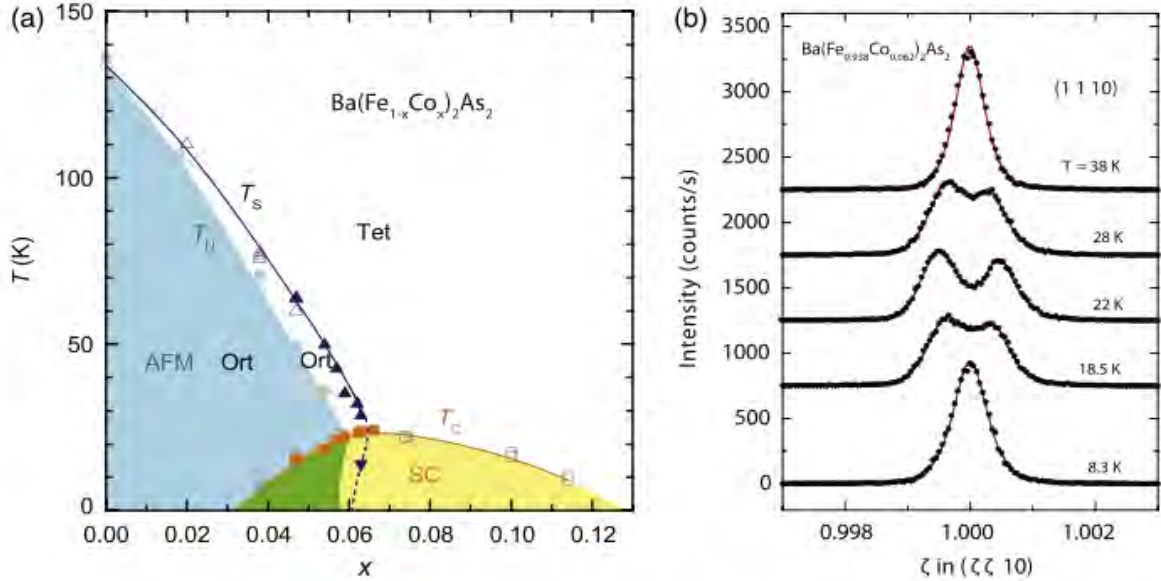 (a)
150
100
50
0
T (K)
Ba(Fe1-xCox)2As2
TS
TN
Tet
AFM Ort Ort
TC
SC
0.00 0.02 0.04 0.06 0.08 0.10 0.12
x
(b)
3500
3000
2500
2250
1750
1500
1000
500
0
Intensity (counts/s)
Ba(Fe0.938Co0.062)2As2
(1 1 10)
T = 38 K
28 K
22 K
18.5 K
8.3 K
0.998 1.000 1.002
ζ in (ζ ζ 10)